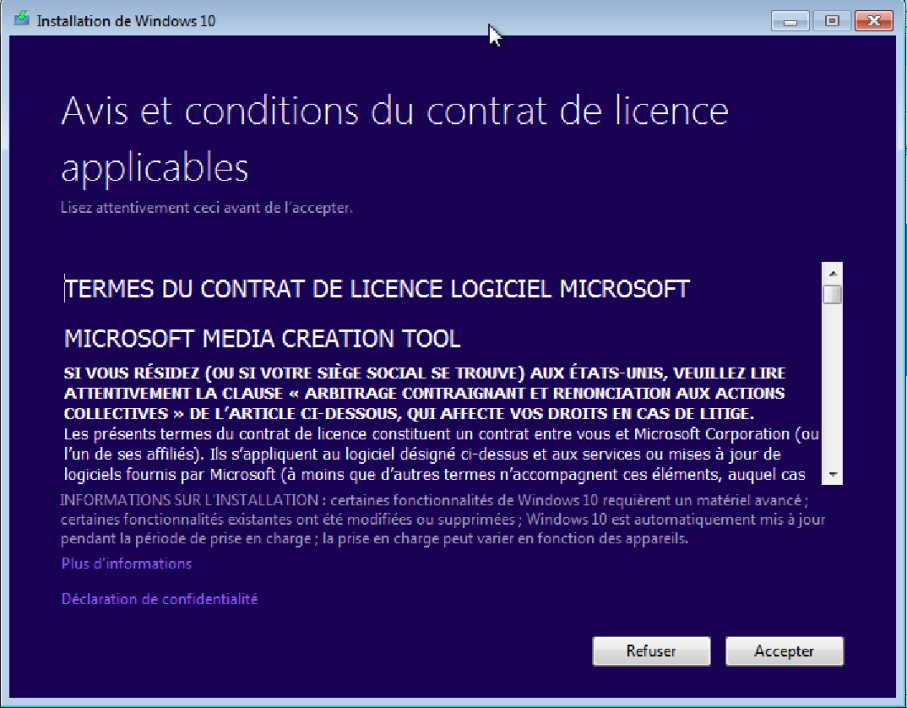 Installation de Windows 10
Avis et conditions du contrat de licence
applicables
Lisez attentivement ceci avant de l'accepter.
TERMES DU CONTRAT DE LICENCE LOGICIEL MICROSOFT
MICROSOFT MEDIA CREATION TOOL
SI VOUS RÉSIDEZ (OU SI VOTRE SIÈGE SOCIAL SE TROUVE) AUX ÉTATS-UNIS, VEUILLEZ LIRE
ATTENTIVEMENT LA CLAUSE « ARBITRAGE CONTRAIGNANT ET RENONCIATION AUX ACTIONS
COLLECTIVES » DE L'ARTICLE CI-DESSOUS, QUI AFFECTE VOS DROITS EN CAS DE LITIGE.
Les présents termes du contrat de licence constituent un contrat entre vous et Microsoft Corporation (ou
l'un de ses affiliés). Ils s'appliquent au logiciel désigné ci-dessus et aux services ou mises à jour de
logiciels fournis par Microsoft (à moins que d'autres termes n'accompagnent ces éléments, auquel cas
INFORMATIONS SUR L'INSTALLATION : certaines fonctionnalités de Windows 10 requièrent un matériel avancé ;
certaines fonctionnalités existantes ont été modifiées ou supprimées ; Windows 10 est automatiquement mis à jour
pendant la période de prise en charge ; la prise en charge peut varier en fonction des appareils.
Plus d'informations
Déclaration de confidentialité
Refuser
Accepter